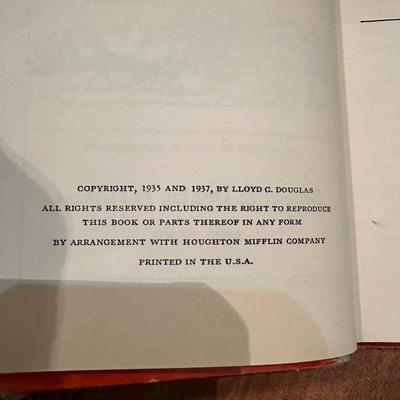 COPYRIGHT, 1935 AND 1937, BY LLOYD C. DOUGLAS
ALL RIGHTS RESERVED INCLUDING THE RIGHT TO REPRODUCE
THIS BOOK OR PARTS THEREOF IN ANY FORM
BY ARRANGEMENT WITH HOUGHTON MIFFLIN COMPANY
PRINTED IN THE U.S.A.